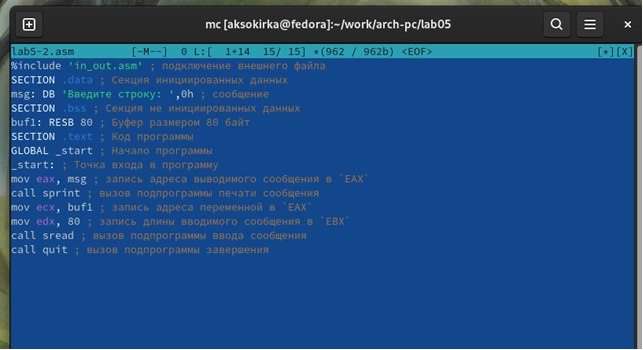 mc [aksokirka@fedora]:~/work/arch-pc/lab05
lab5-2.asm [-M--] 0 L:[ 1+14 15/ 15] *(962 / 962b) <EOF> [*][X]
%include 'in_out.asm' ; подключение внешнего файла
SECTION .data ; Секция инициированных данных
msg: DB 'Введите строку: ',0h ; сообщение
SECTION .bss ; Секция не инициированных данных
buf1: RESB 80 ; Буфер размером 80 байт
SECTION .text ; Код программы
GLOBAL _start ; Начало программы
_start: ; Точка входа в программу
mov eax, msg ; запись адреса выводимого сообщения в `EAX`
call sprint ; вызов подпрограммы печати сообщения
mov ecx, buf1 ; запись адреса переменной в `EAX`
mov edx, 80 ; запись длины вводимого сообщения в `EBX`
call sread ; вызов подпрограммы ввода сообщения
call quit ; вызов подпрограммы завершения